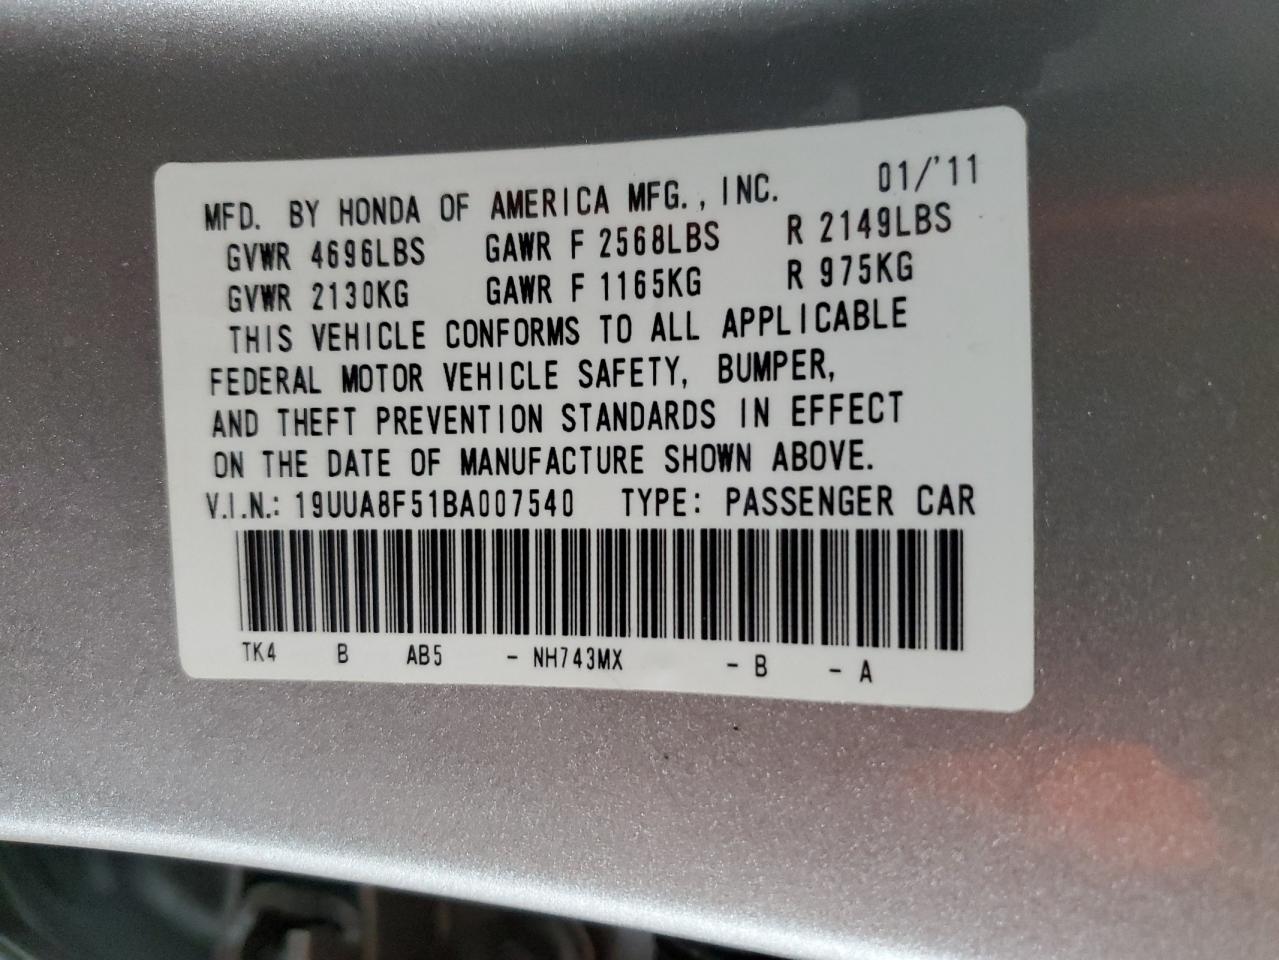 MFD. BY HONDA OF AMERICA MFG., INC. 01/'11
GVWR 4696LBS GAWR F 2568LBS R 2149LBS
GVWR 2130KG GAWR F 1165KG R 975KG
THIS VEHICLE CONFORMS TO ALL APPLICABLE
FEDERAL MOTOR VEHICLE SAFETY, BUMPER,
AND THEFT PREVENTION STANDARDS IN EFFECT
ON THE DATE OF MANUFACTURE SHOWN ABOVE.
V.I.N.: 19UUA8F51BA007540 TYPE: PASSENGER CAR
TK4 B AB5 - NH743MX - B - A